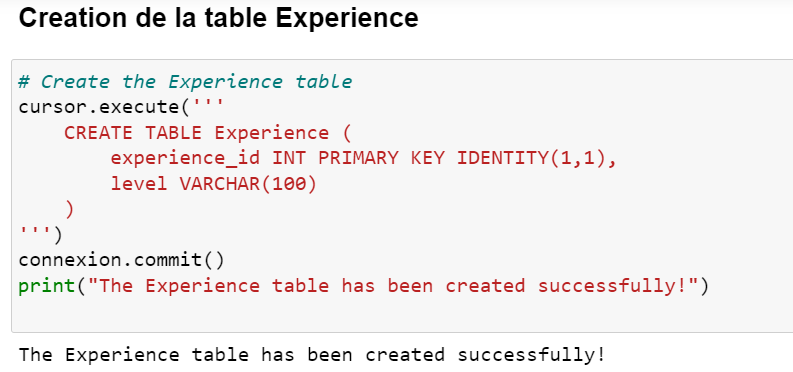 Creation de la table Experience
# Create the Experience table
cursor.execute('''
    CREATE TABLE Experience (
        experience_id INT PRIMARY KEY IDENTITY(1,1),
        level VARCHAR(100)
    )
''')
connexion.commit()
print("The Experience table has been created successfully!")
The Experience table has been created successfully!